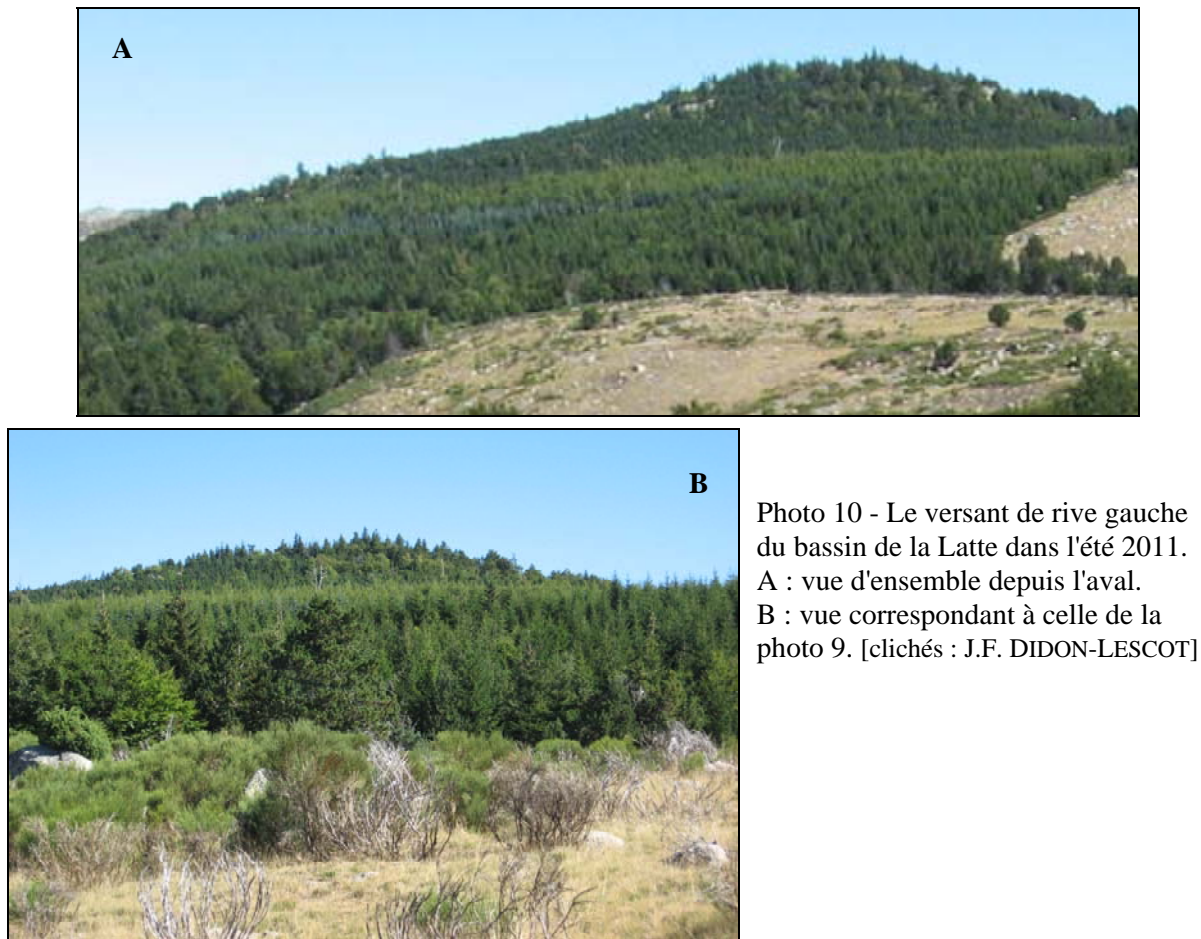 A
B
Photo 10 - Le versant de rive gauche
du bassin de la Latte dans l'été 2011.
A : vue d'ensemble depuis l'aval.
B : vue correspondant à celle de la
photo 9. [clichés : J.F. DIDON-LESCOT]